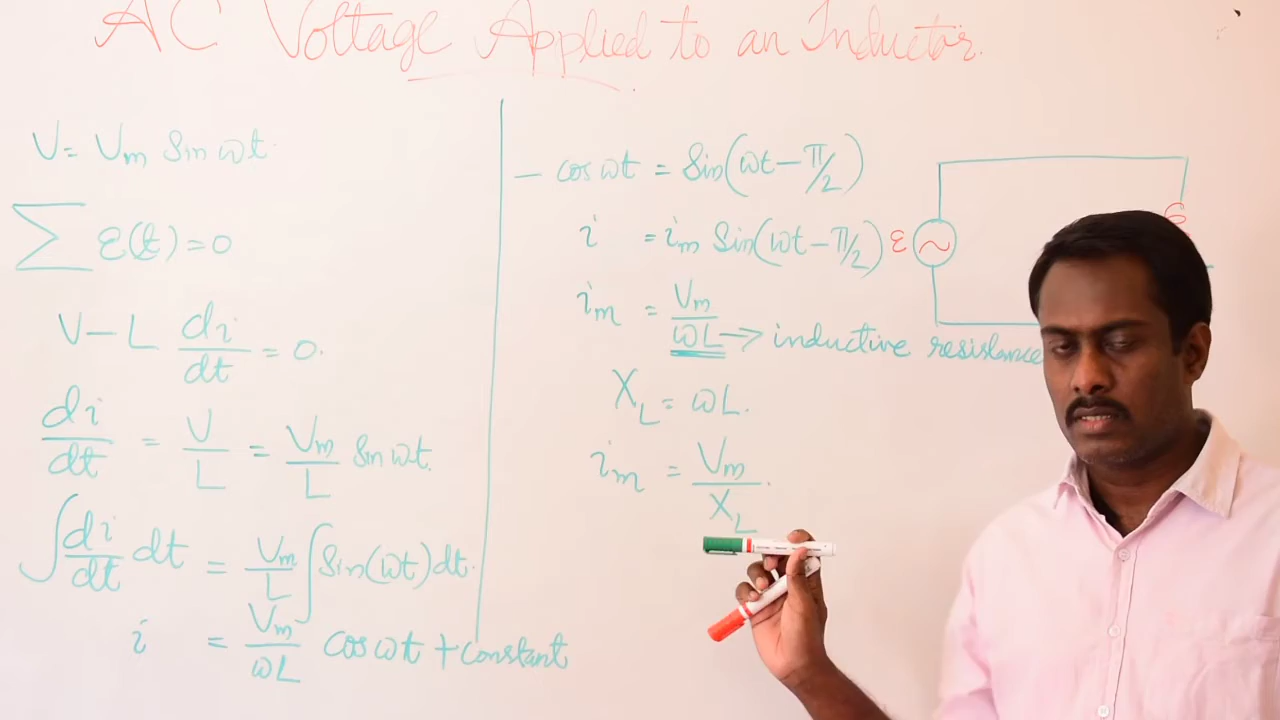 AC Voltage Applied to an Inductor.
V = Vm Sin ωt.
∑ Ɛ(t) = 0
V − L di/dt = 0.
di/dt = V/L = Vm/L Sin ωt.
∫ di/dt dt = Vm/L ∫ Sin(ωt) dt.
i = Vm/ωL cos ωt + constant
− cos ωt = Sin(ωt − π/2)
i = im Sin(ωt − π/2)
im = Vm/ωL → inductive resistance
XL = ωL.
im = Vm/XL.
Ɛ